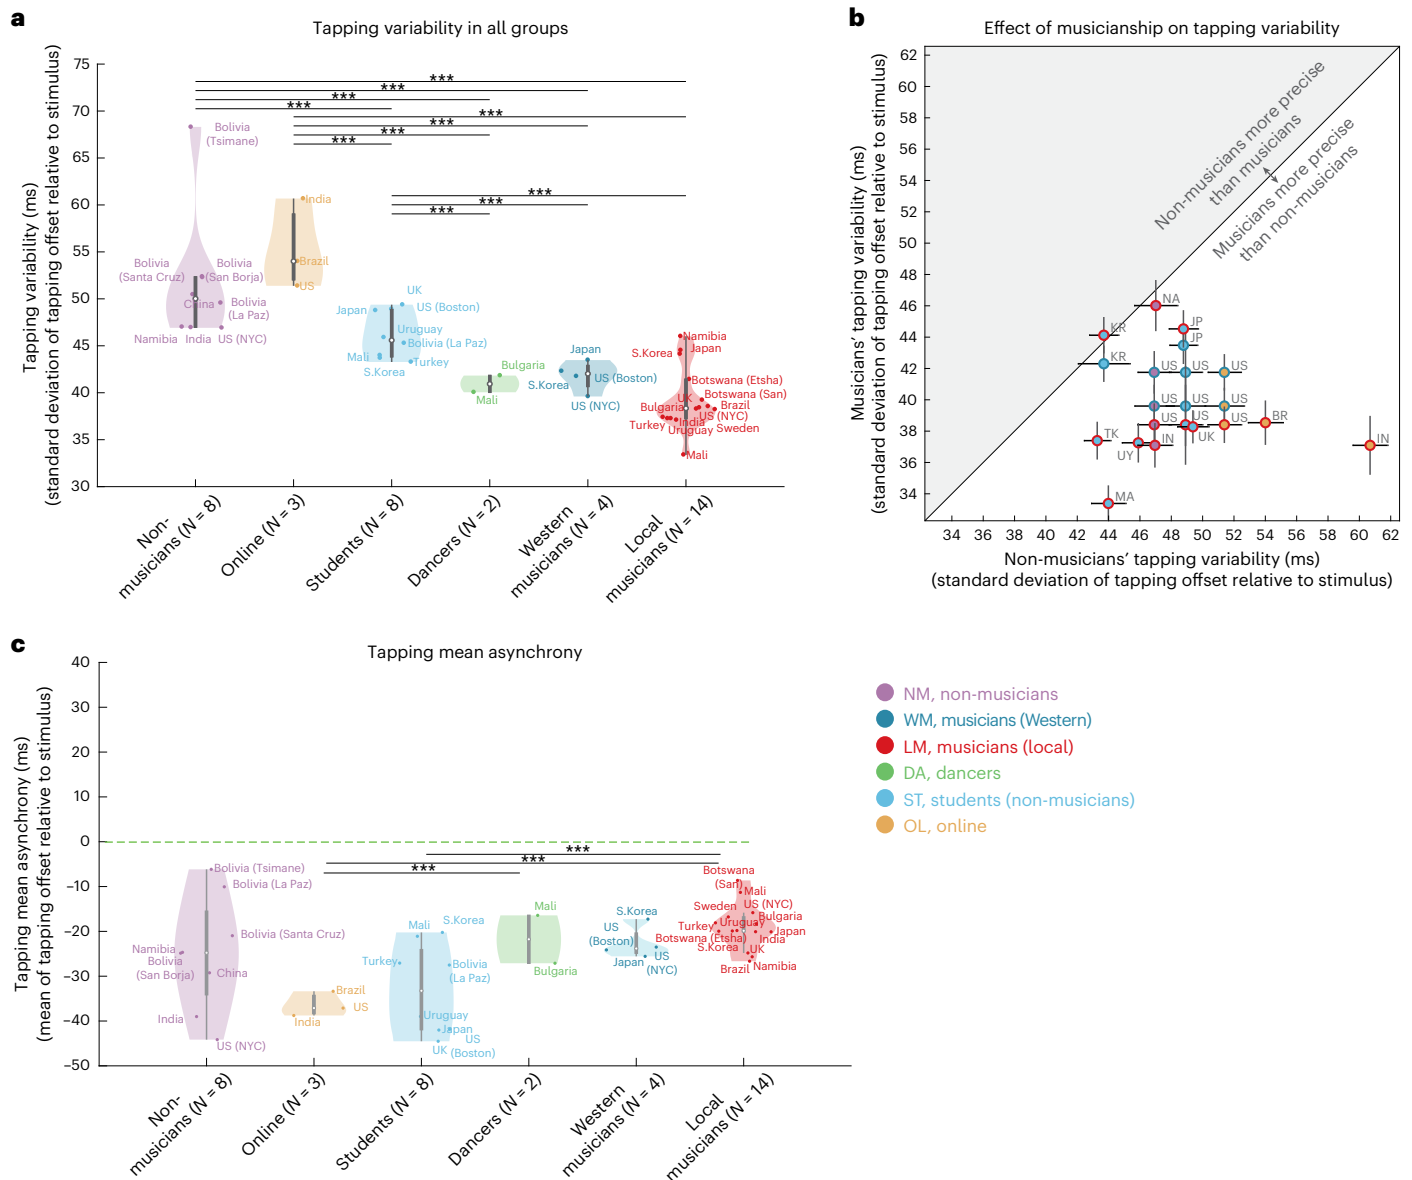 a
Tapping variability in all groups
Tapping variability (ms)
(standard deviation of tapping offset relative to stimulus)
75
70
65
60
55
50
45
40
35
30
***
***
***
***
***
***
***
***
***
***
***
Bolivia
(Tsimane)
Bolivia
(Santa Cruz)
Bolivia
(San Borja)
China
Bolivia
(La Paz)
Namibia
India
US (NYC)
India
Brazil
US
UK
Japan
US (Boston)
Uruguay
Bolivia (La Paz)
Mali
Turkey
S.Korea
Bulgaria
Mali
Japan
S.Korea
US (Boston)
US (NYC)
Namibia
S.Korea
Japan
Botswana (Etsha)
Botswana (San)
UK
Bulgaria
Brazil
US (NYC)
Turkey
India
Uruguay
Sweden
Mali
Non-
musicians (N = 8)
Online (N = 3)
Students (N = 8)
Dancers (N = 2)
Western
musicians (N = 4)
Local
musicians (N = 14)
b
Effect of musicianship on tapping variability
Musicians’ tapping variability (ms)
(standard deviation of tapping offset relative to stimulus)
62
60
58
56
54
52
50
48
46
44
42
40
38
36
34
Non-musicians more precise
than musicians
Musicians more precise
than non-musicians
NA
KR
JP
JP
KR
US
US
US
US
US
US
US
US
US
BR
TK
UK
UY
IN
IN
MA
34
36
38
40
42
44
46
48
50
52
54
56
58
60
62
Non-musicians’ tapping variability (ms)
(standard deviation of tapping offset relative to stimulus)
c
Tapping mean asynchrony
Tapping mean asynchrony (ms)
(mean of tapping offset relative to stimulus)
40
30
20
10
0
–10
–20
–30
–40
–50
***
***
***
Bolivia (Tsimane)
Bolivia (La Paz)
Bolivia (Santa Cruz)
Namibia
Bolivia
(San Borja)
China
India
US (NYC)
Brazil
US
India
Mali
S.Korea
Turkey
Bolivia
(La Paz)
Uruguay
Japan
US
(Boston)
UK
Mali
Bulgaria
S.Korea
US
(Boston)
Japan
US
(NYC)
Botswana
(San)
Mali
Sweden
US (NYC)
Bulgaria
Turkey
Uruguay
Japan
Botswana (Etsha)
India
S.Korea
UK
Brazil
Namibia
Non-
musicians (N = 8)
Online (N = 3)
Students (N = 8)
Dancers (N = 2)
Western
musicians (N = 4)
Local
musicians (N = 14)
NM, non-musicians
WM, musicians (Western)
LM, musicians (local)
DA, dancers
ST, students (non-musicians)
OL, online